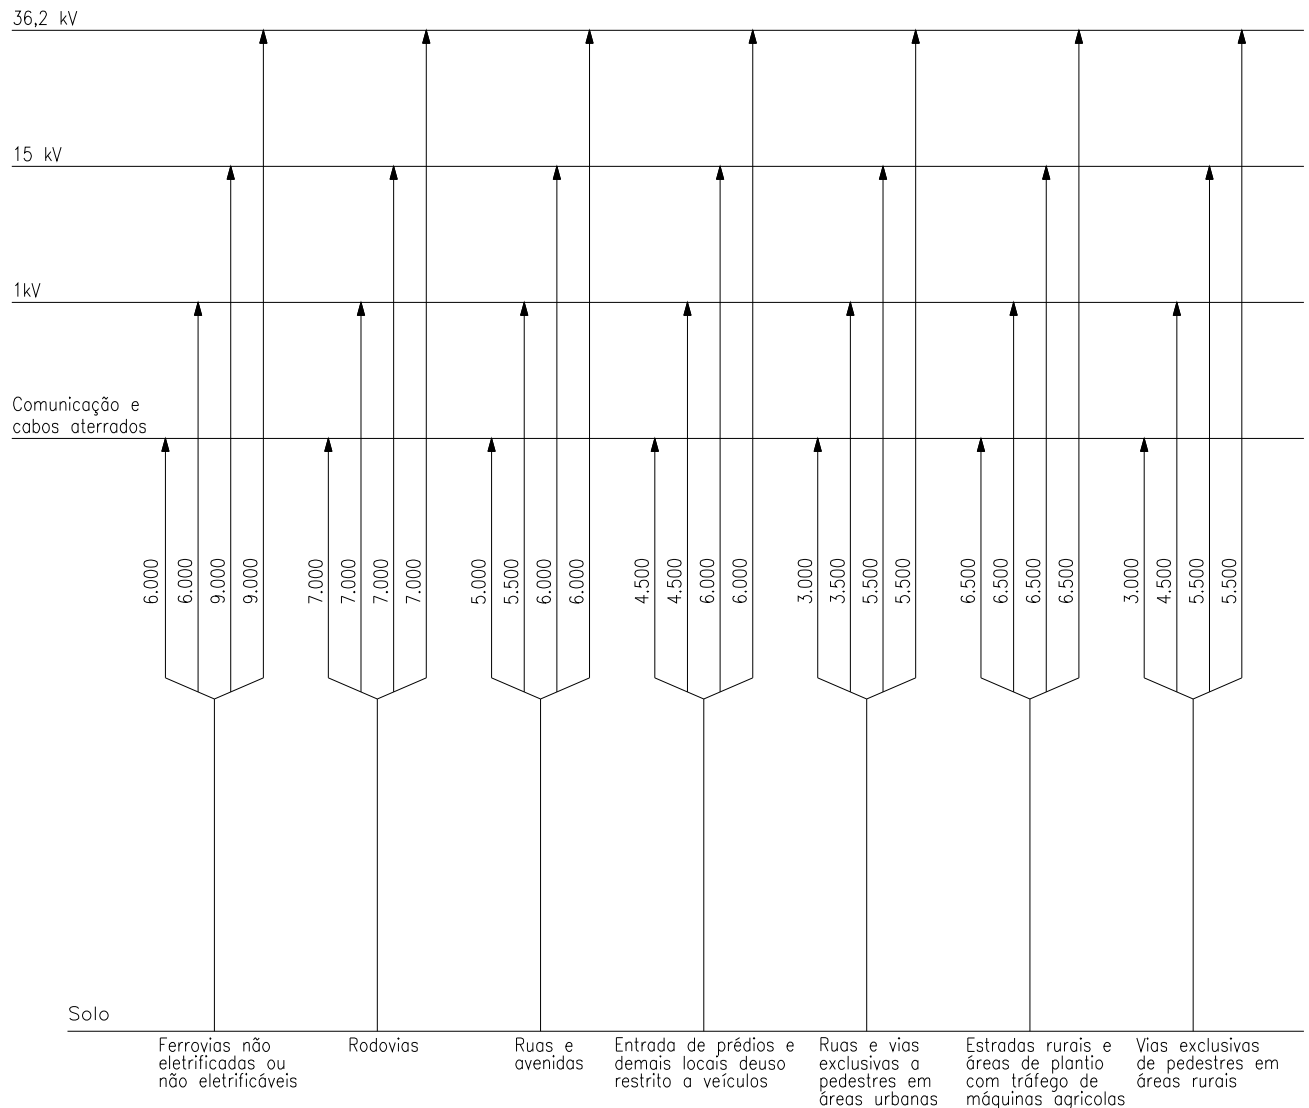 36,2 kV
15 kV
1kV
Comunicação e
cabos aterrados
6.000
6.000
9.000
9.000
7.000
7.000
7.000
7.000
5.000
5.500
6.000
6.000
4.500
4.500
6.000
6.000
3.000
3.500
5.500
5.500
6.500
6.500
6.500
6.500
3.000
4.500
5.500
5.500
Solo
Ferrovias não
eletrificadas ou
não eletrificáveis
Rodovias
Ruas e
avenidas
Entrada de prédios e
demais locais deuso
restrito a veículos
Ruas e vias
exclusivas a
pedestres em
áreas urbanas
Estradas rurais e
áreas de plantio
com tráfego de
máquinas agricolas
Vias exclusivas
de pedestres em
áreas rurais